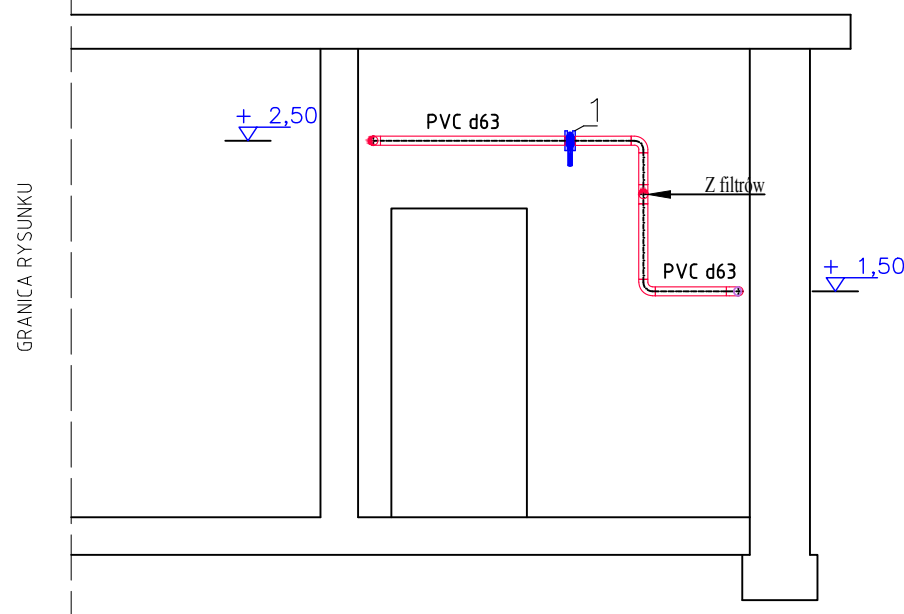 + 2,50
PVC d63
1
Z filtrów
GRANICA RYSUNKU
PVC d63
+ 1,50